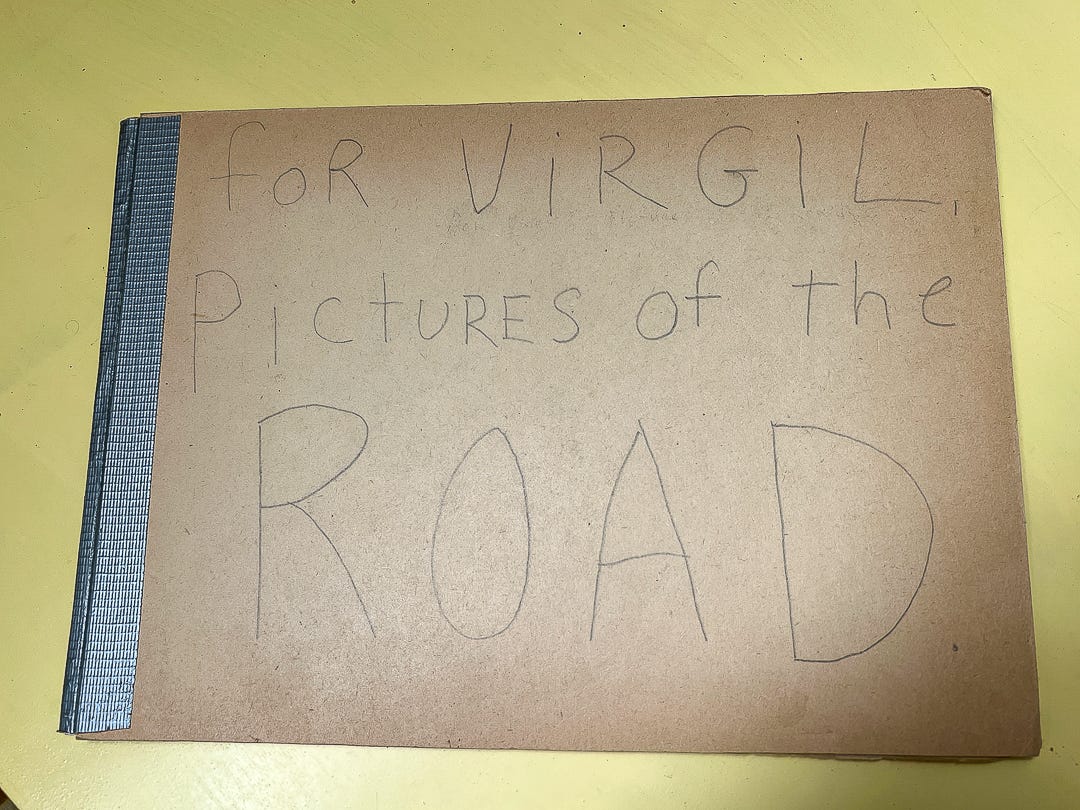 foR ViRGiL,
PictURES of the
ROAD